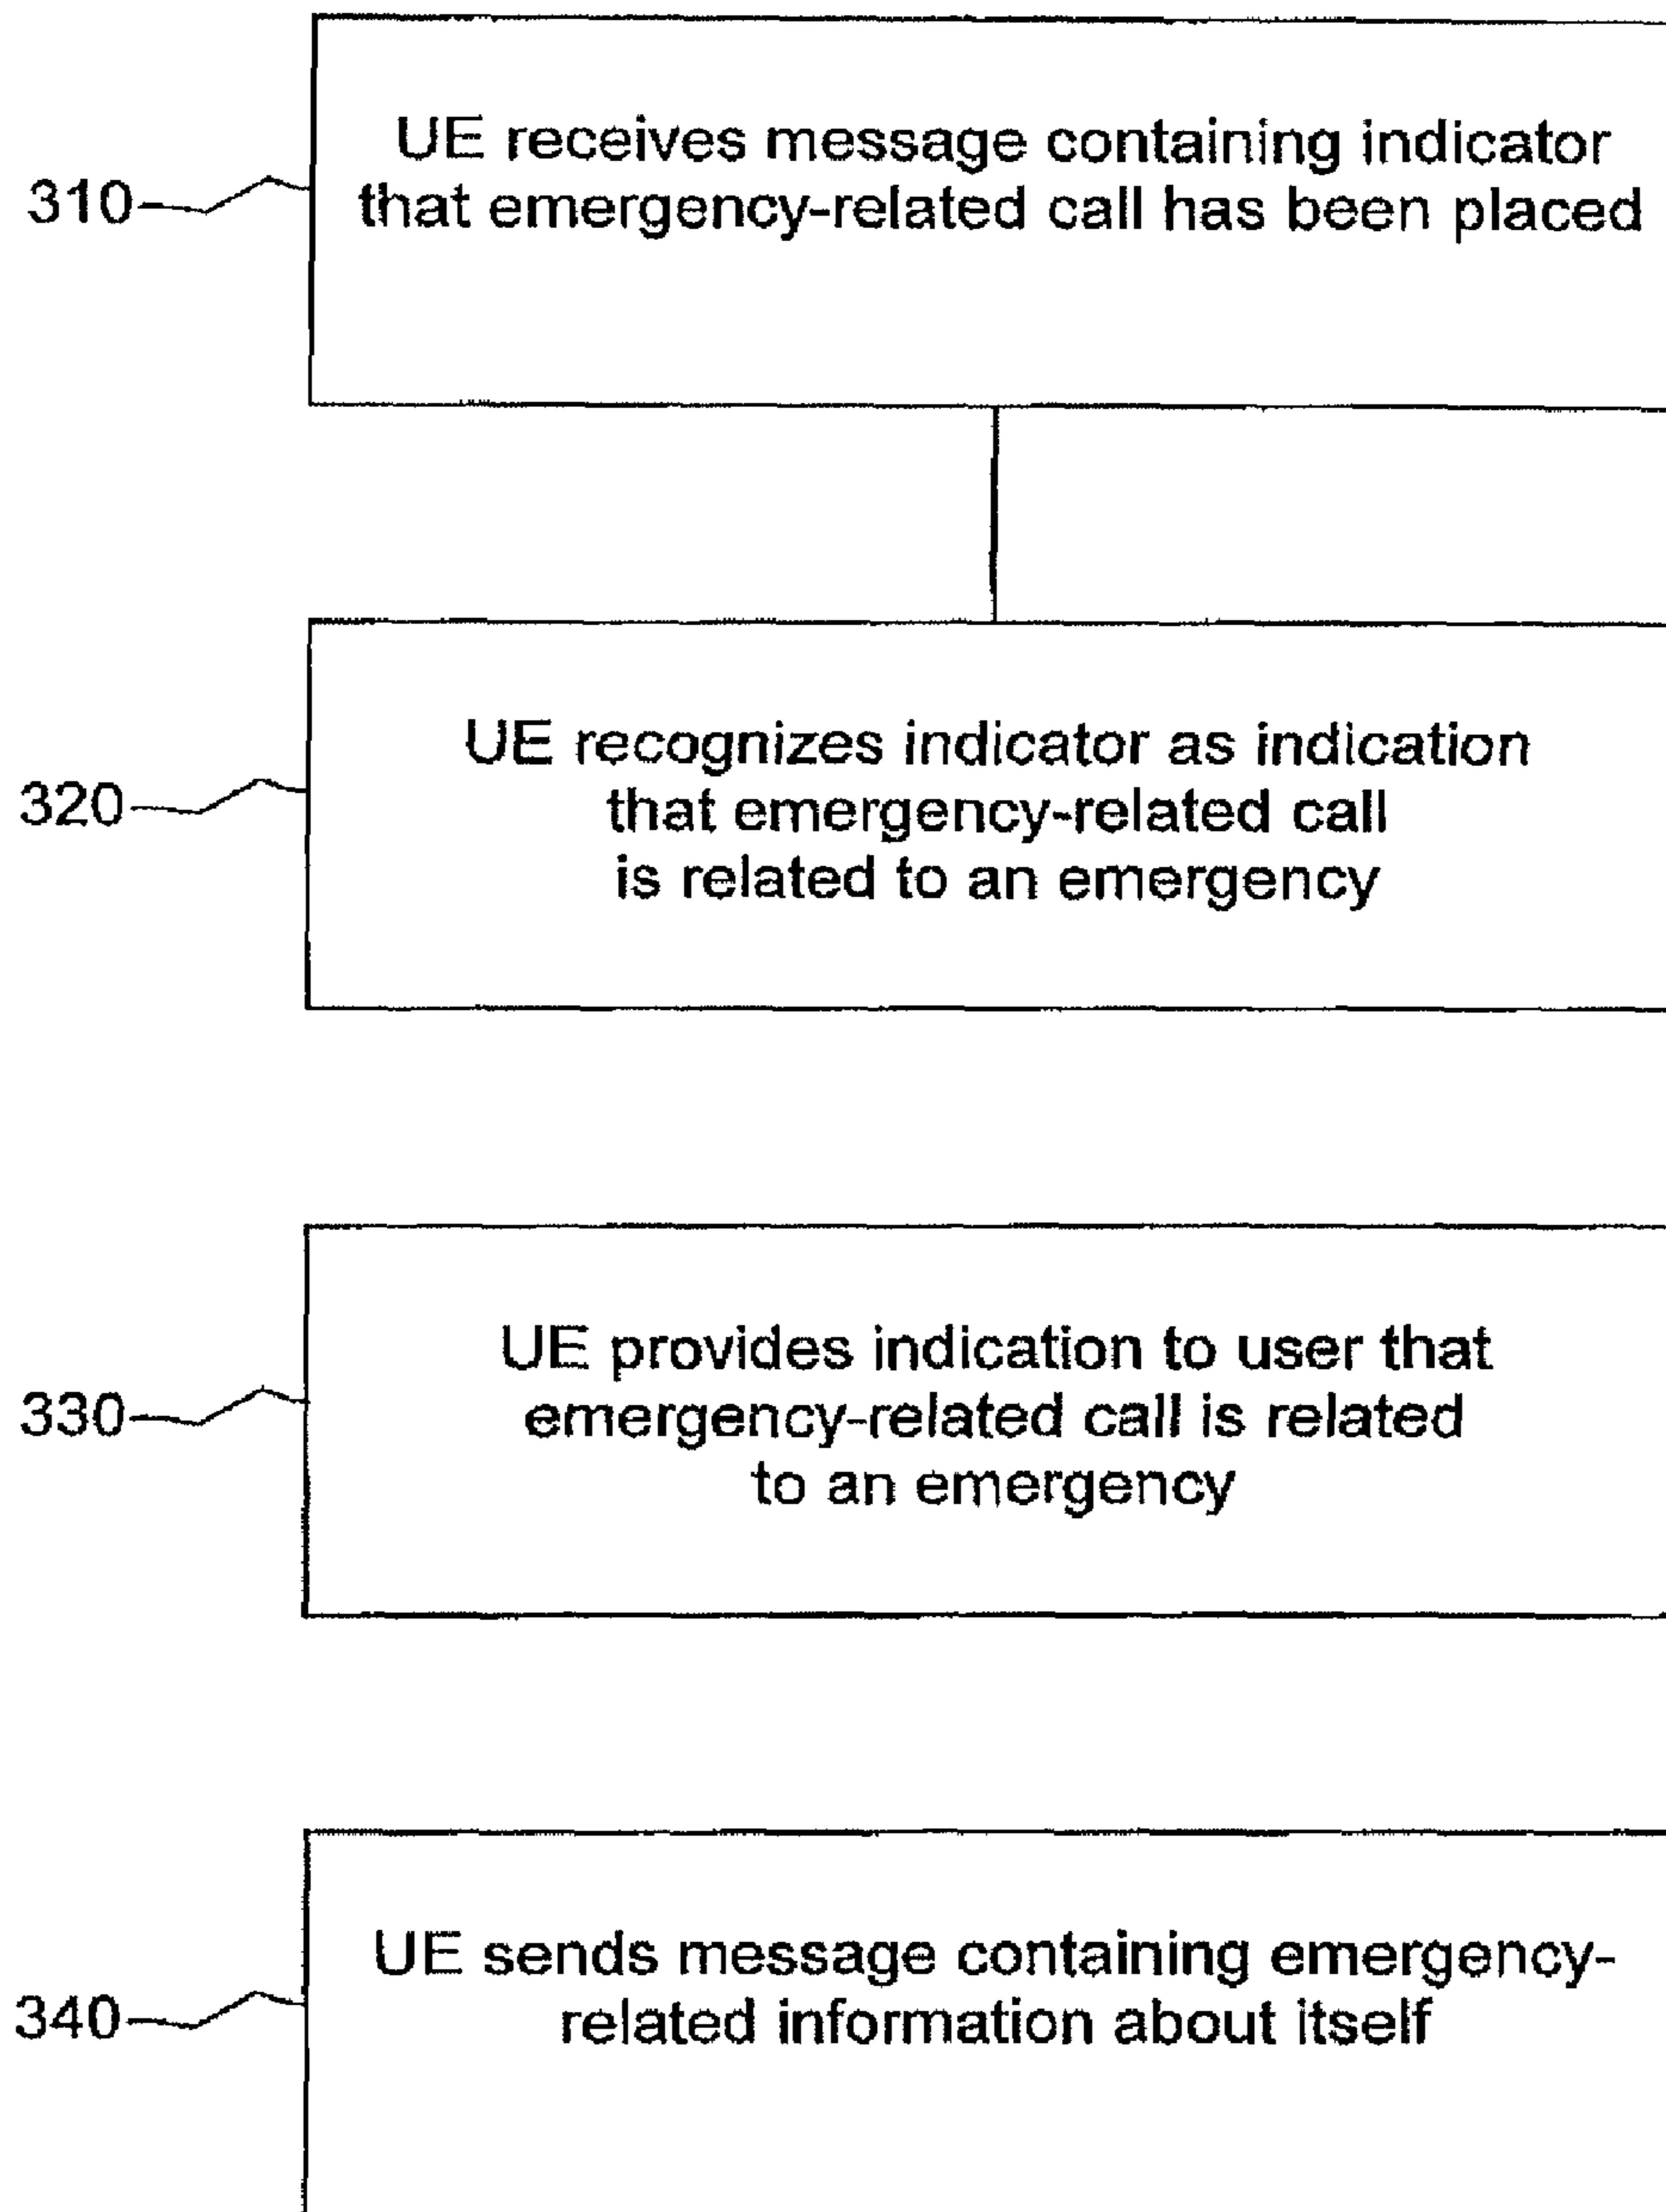 UE receives message containing indicator
310
that emergency-related call has been placed
UE recognizes indicator as indication
320
that emergency-related call
is related to an emergency
UE provides indication to user that
330
emergency-related call is related
to an emergency
UE sends message containing emergency-
340
related information about itself